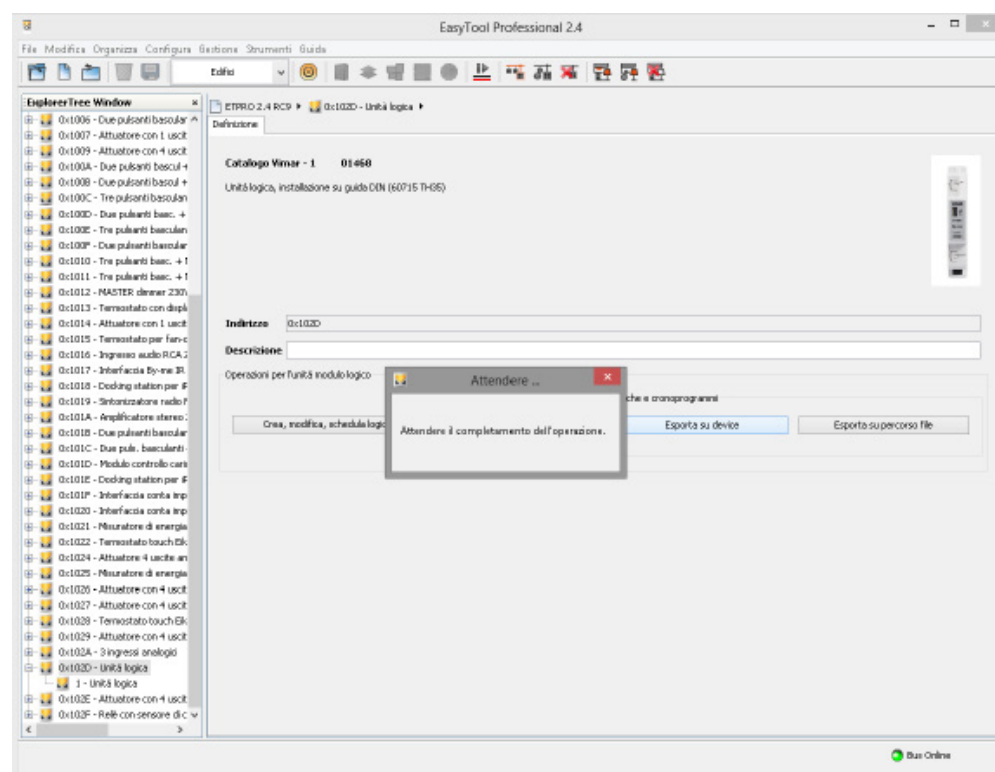 EasyTool Professional 2.4
File Modifica Organizza Configura Gestione Strumenti Guida
Edifici
ExplorerTree Window
ETPRO 2.4 RC9 0x102D - Unità logica
Definizione
0x1006 - Due pulsanti bascular
0x1007 - Attuatore con 1 uscit
0x1009 - Attuatore con 4 uscit
0x100A - Due pulsanti bascul +
0x100B - Due pulsanti bascul +
0x100C - Tre pulsanti basculan
0x100D - Due pulsanti basc. +
0x100E - Tre pulsanti basculan
0x100F - Due pulsanti bascular
0x1010 - Tre pulsanti basc. + 1
0x1011 - Tre pulsanti basc. + 1
0x1012 - MASTER dimmer 230V
0x1013 - Termostato con displa
0x1014 - Attuatore con 1 uscit
0x1015 - Termostato per fan-c
0x1016 - Ingresso audio RCA 2
0x1017 - Interfaccia By-me IR
0x1018 - Docking station per iP
0x1019 - Sintonizzatore radio F
0x101A - Amplificatore stereo
0x101B - Due pulsanti bascular
0x101C - Due puls. basculanti
0x101D - Modulo controllo caric
0x101E - Docking station per iP
0x101F - Interfaccia conta imp
0x1020 - Interfaccia conta imp
0x1021 - Misuratore di energia
0x1022 - Termostato touch Eik
0x1024 - Attuatore 4 uscite an
0x1025 - Misuratore di energia
0x1026 - Attuatore con 4 uscit
0x1027 - Attuatore con 4 uscit
0x1028 - Termostato touch Eik
0x1029 - Attuatore con 4 uscit
0x102A - 3 ingressi analogici
0x102D - Unità logica
1 - Unità logica
0x102E - Attuatore con 4 uscit
0x102F - Relè con sensore di c
Catalogo Vimar - 1 01468
Unità logica, installazione su guida DIN (60715 TH35)
Indirizzo 0x102D
Descrizione
Operazioni per l'unità modulo logico
che e cronoprogrammi
Crea, modifica, schedula logic
Esporta su device
Esporta su percorso file
Attendere ...
Attendere il completamento dell'operazione.
Bus Online